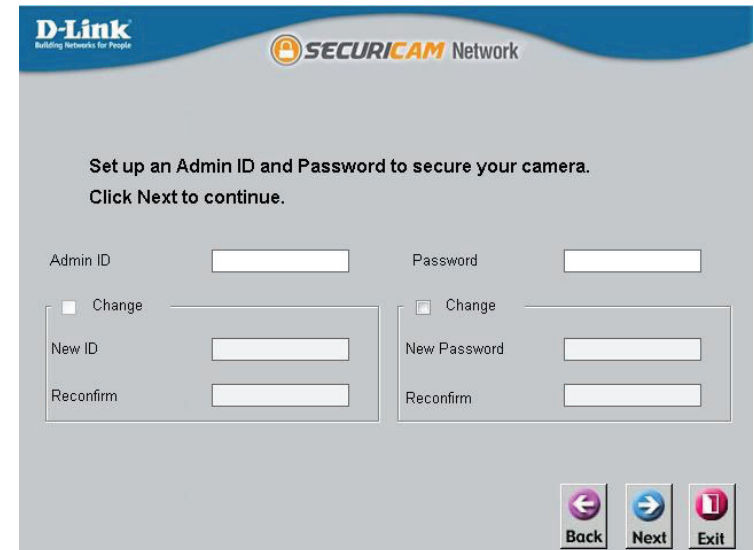 D-Link
Building Networks for People
SECURICAM Network
Set up an Admin ID and Password to secure your camera.
Click Next to continue.
Admin ID
Password
Change
Change
New ID
New Password
Reconfirm
Reconfirm
Back
Next
Exit